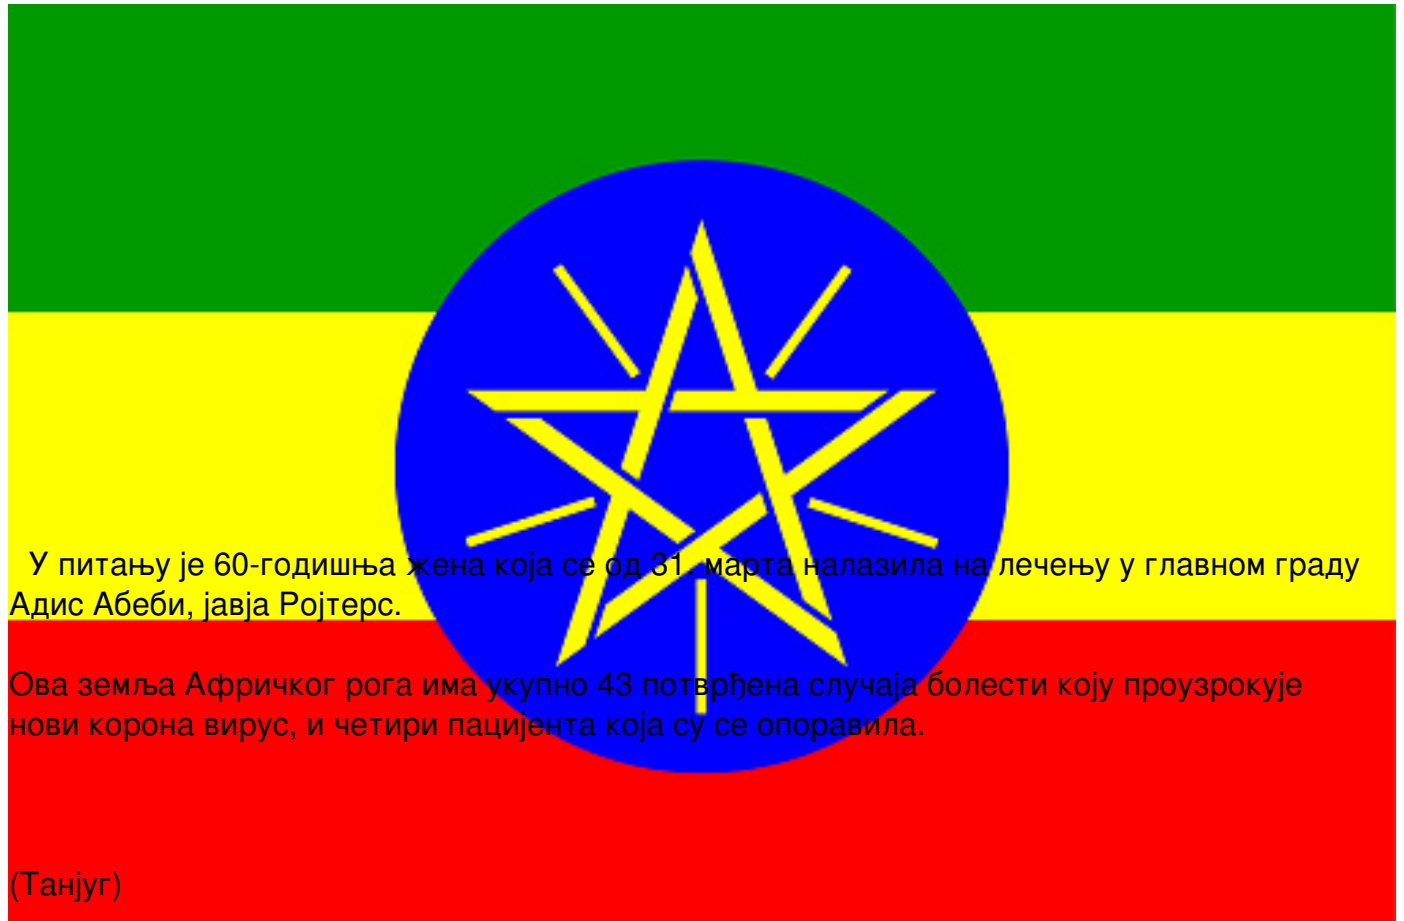 У питању је 60-годишња жена која се од 31. марта налазила на лечењу у главном граду
Адис Абеби, јавја Ројтерс.
Ова земља Афричког рога има укупно 43 потврђена случаја болести коју проузрокује
нови корона вирус, и четири пацијента која су се опоравила.
(Танјуг)